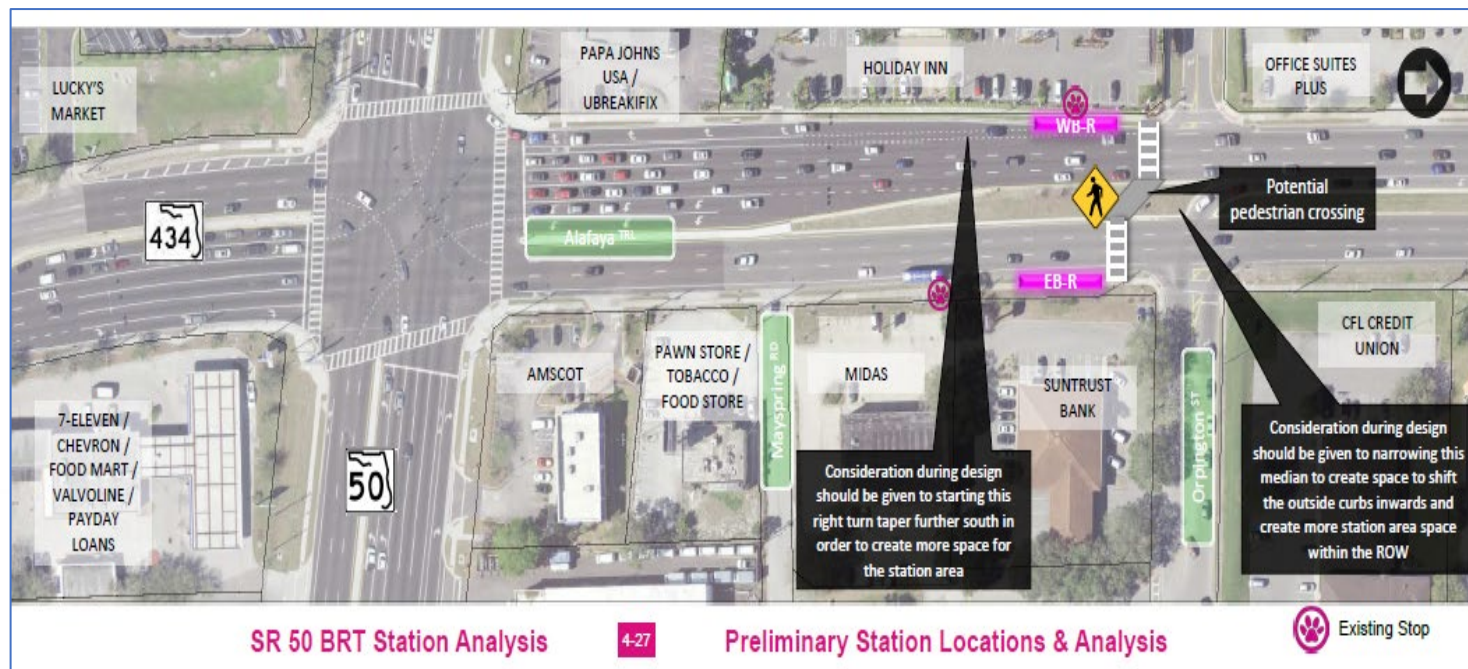 LUCKY'S
MARKET
PAPA JOHNS
USA /
UBREAKIFIX
HOLIDAY INN
OFFICE SUITES
PLUS
WB-R
434
Alafaya TRL
Potential
pedestrian crossing
EB-R
7-ELEVEN /
CHEVRON /
FOOD MART /
VALVOLINE /
PAYDAY
LOANS
50
AMSCOT
PAWN STORE /
TOBACCO /
FOOD STORE
Mayspring RD
MIDAS
SUNTRUST
BANK
Orpington ST
CFL CREDIT
UNION
Consideration during design
should be given to starting this
right turn taper further south in
order to create more space for
the station area
Consideration during design
should be given to narrowing this
median to create space to shift
the outside curbs inwards and
create more station area space
within the ROW
SR 50 BRT Station Analysis
4-27
Preliminary Station Locations & Analysis
Existing Stop